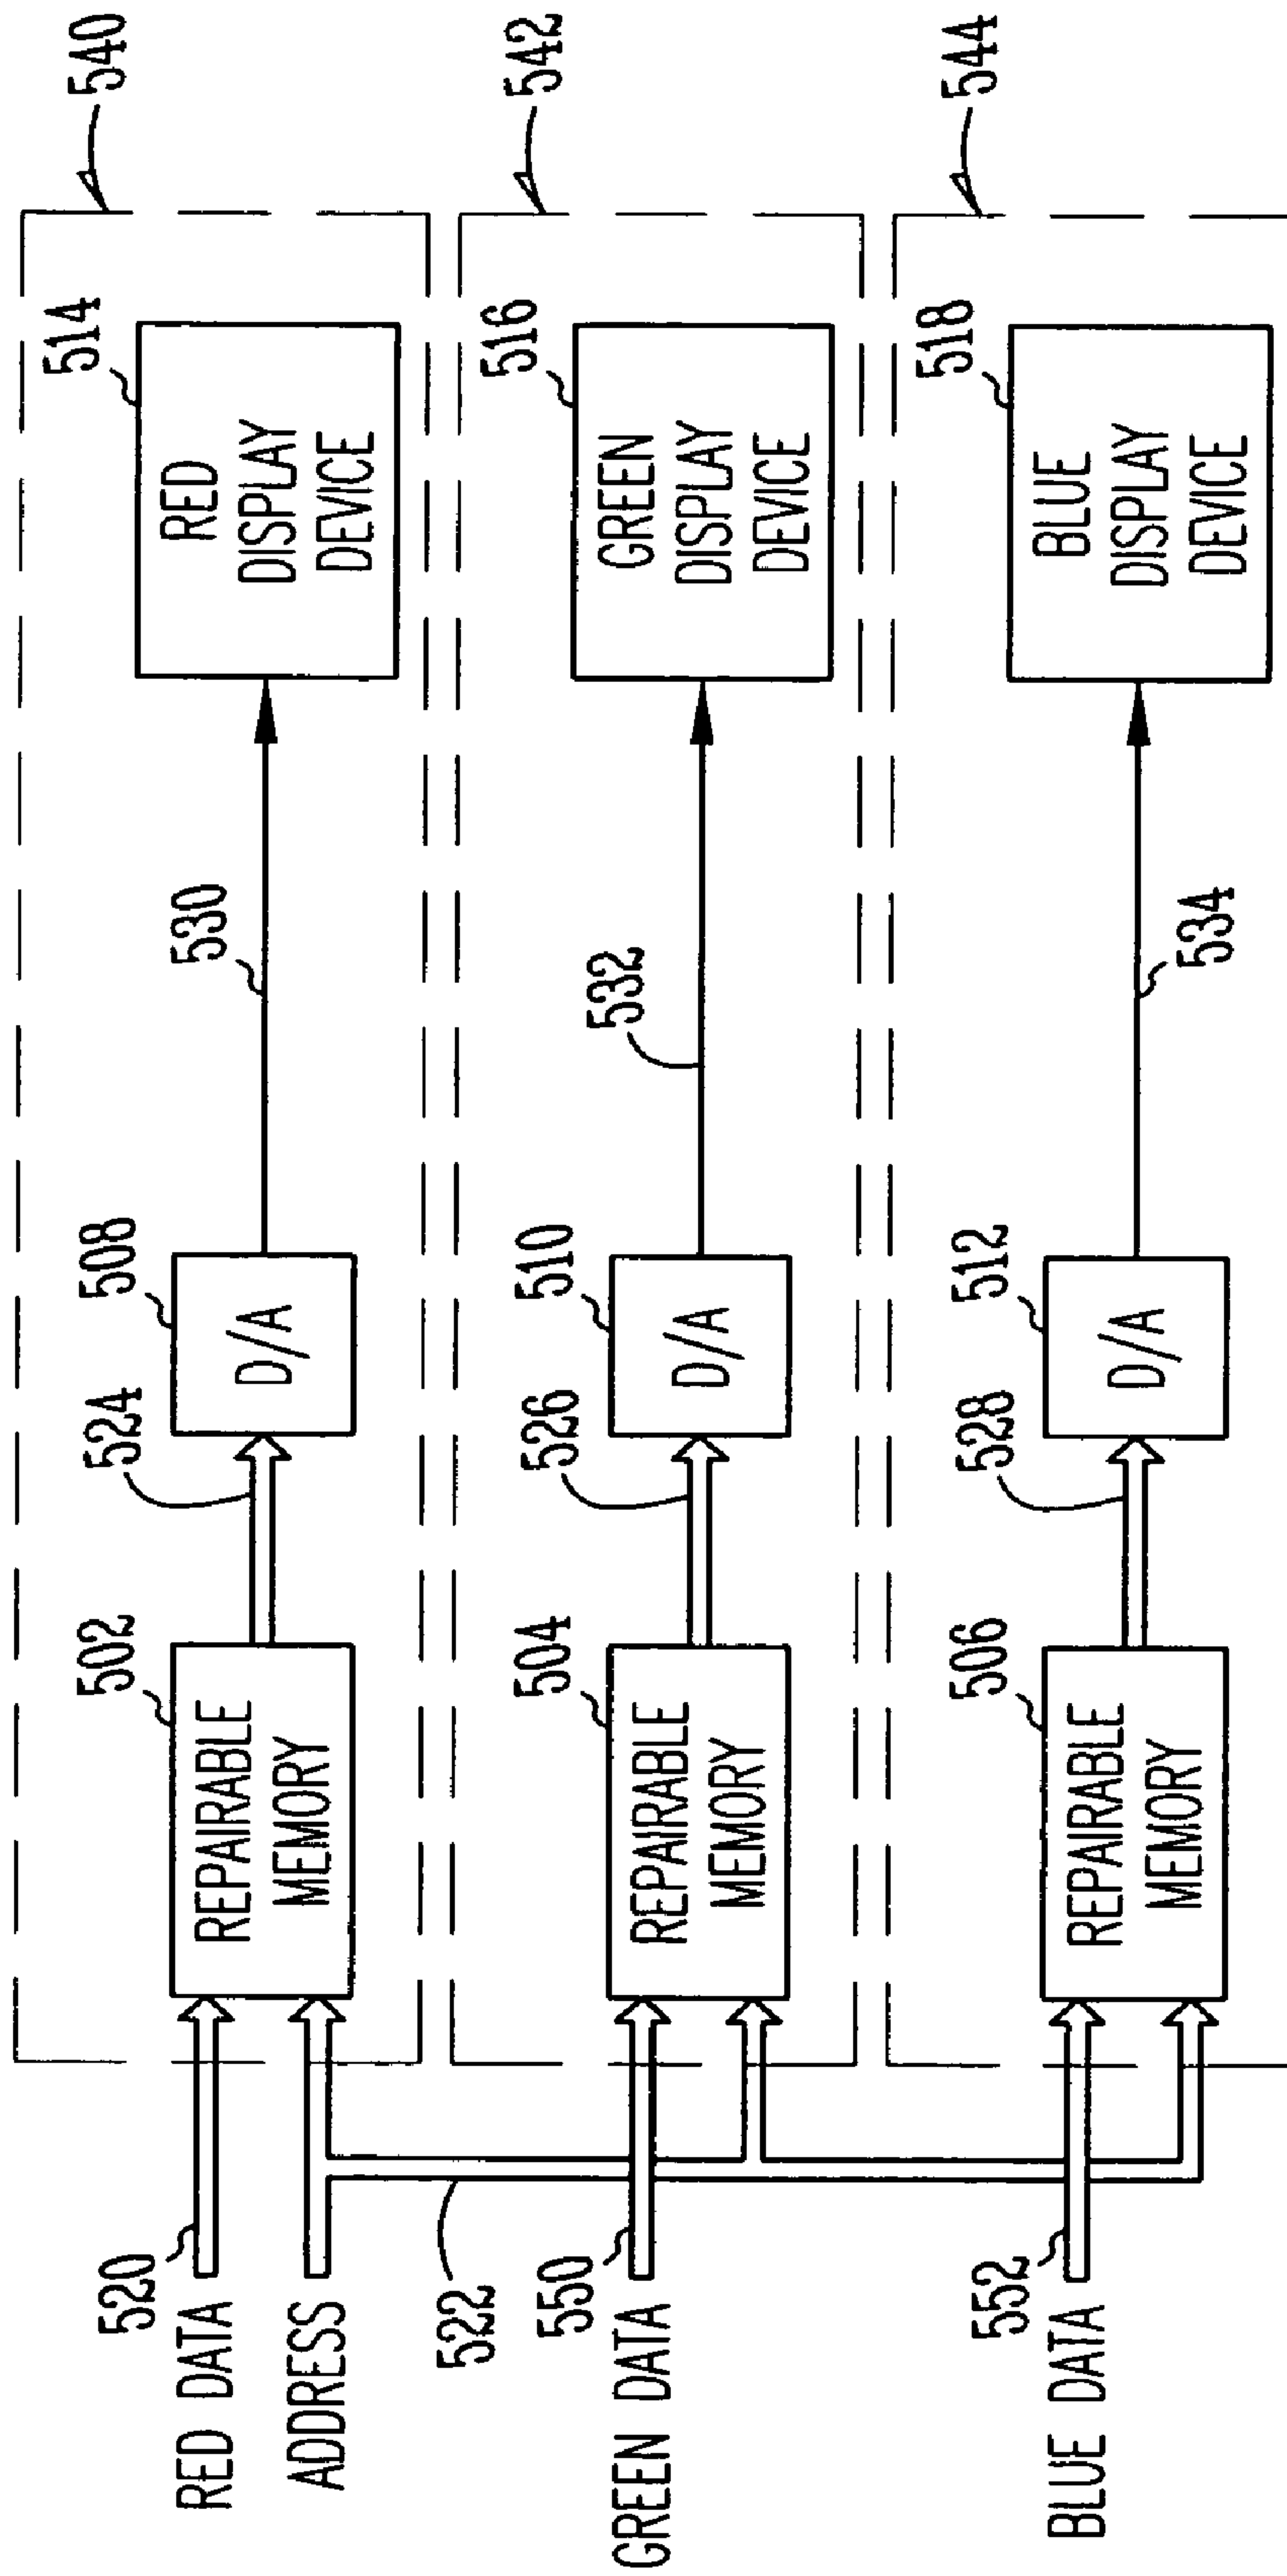 540
514
RED
DISPLAY
DEVICE
530
508
D/A
524
502
REPAIRABLE
MEMORY
520
RED DATA
ADDRESS
522
542
516
GREEN
DISPLAY
DEVICE
532
510
D/A
526
504
REPAIRABLE
MEMORY
550
GREEN DATA
544
518
BLUE
DISPLAY
DEVICE
534
512
D/A
528
506
REPAIRABLE
MEMORY
552
BLUE DATA